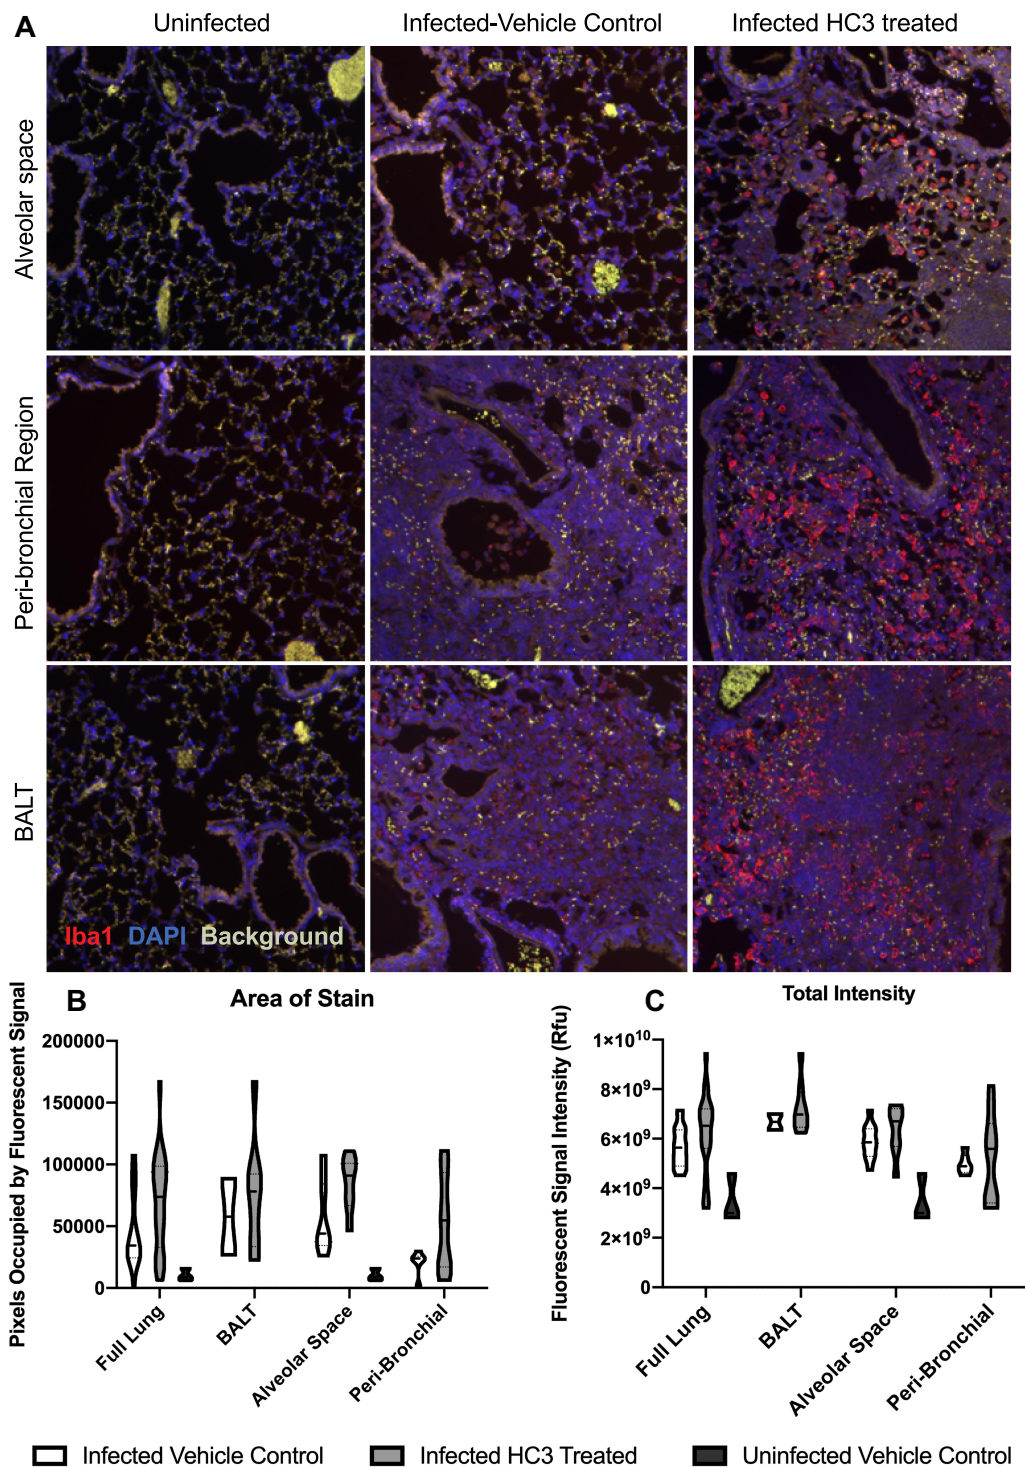 A
Uninfected
Infected-Vehicle Control
Infected HC3 treated
Alveolar space
Peri-bronchial Region
BALT
Iba1 DAPI Background
B
Area of Stain
Pixels Occupied by Fluorescent Signal
200000
150000
100000
50000
0
Full Lung
BALT
Alveolar Space
Peri-Bronchial
C
Total Intensity
Fluorescent Signal Intensity (Rfu)
1×10¹⁰
8×10⁹
6×10⁹
4×10⁹
2×10⁹
0
Full Lung
BALT
Alveolar Space
Peri-Bronchial
Infected Vehicle Control
Infected HC3 Treated
Uninfected Vehicle Control